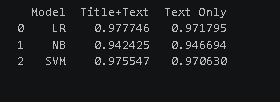 Model Title+Text Text Only
0 LR 0.977746 0.971795
1 NB 0.942425 0.946694
2 SVM 0.975547 0.970630